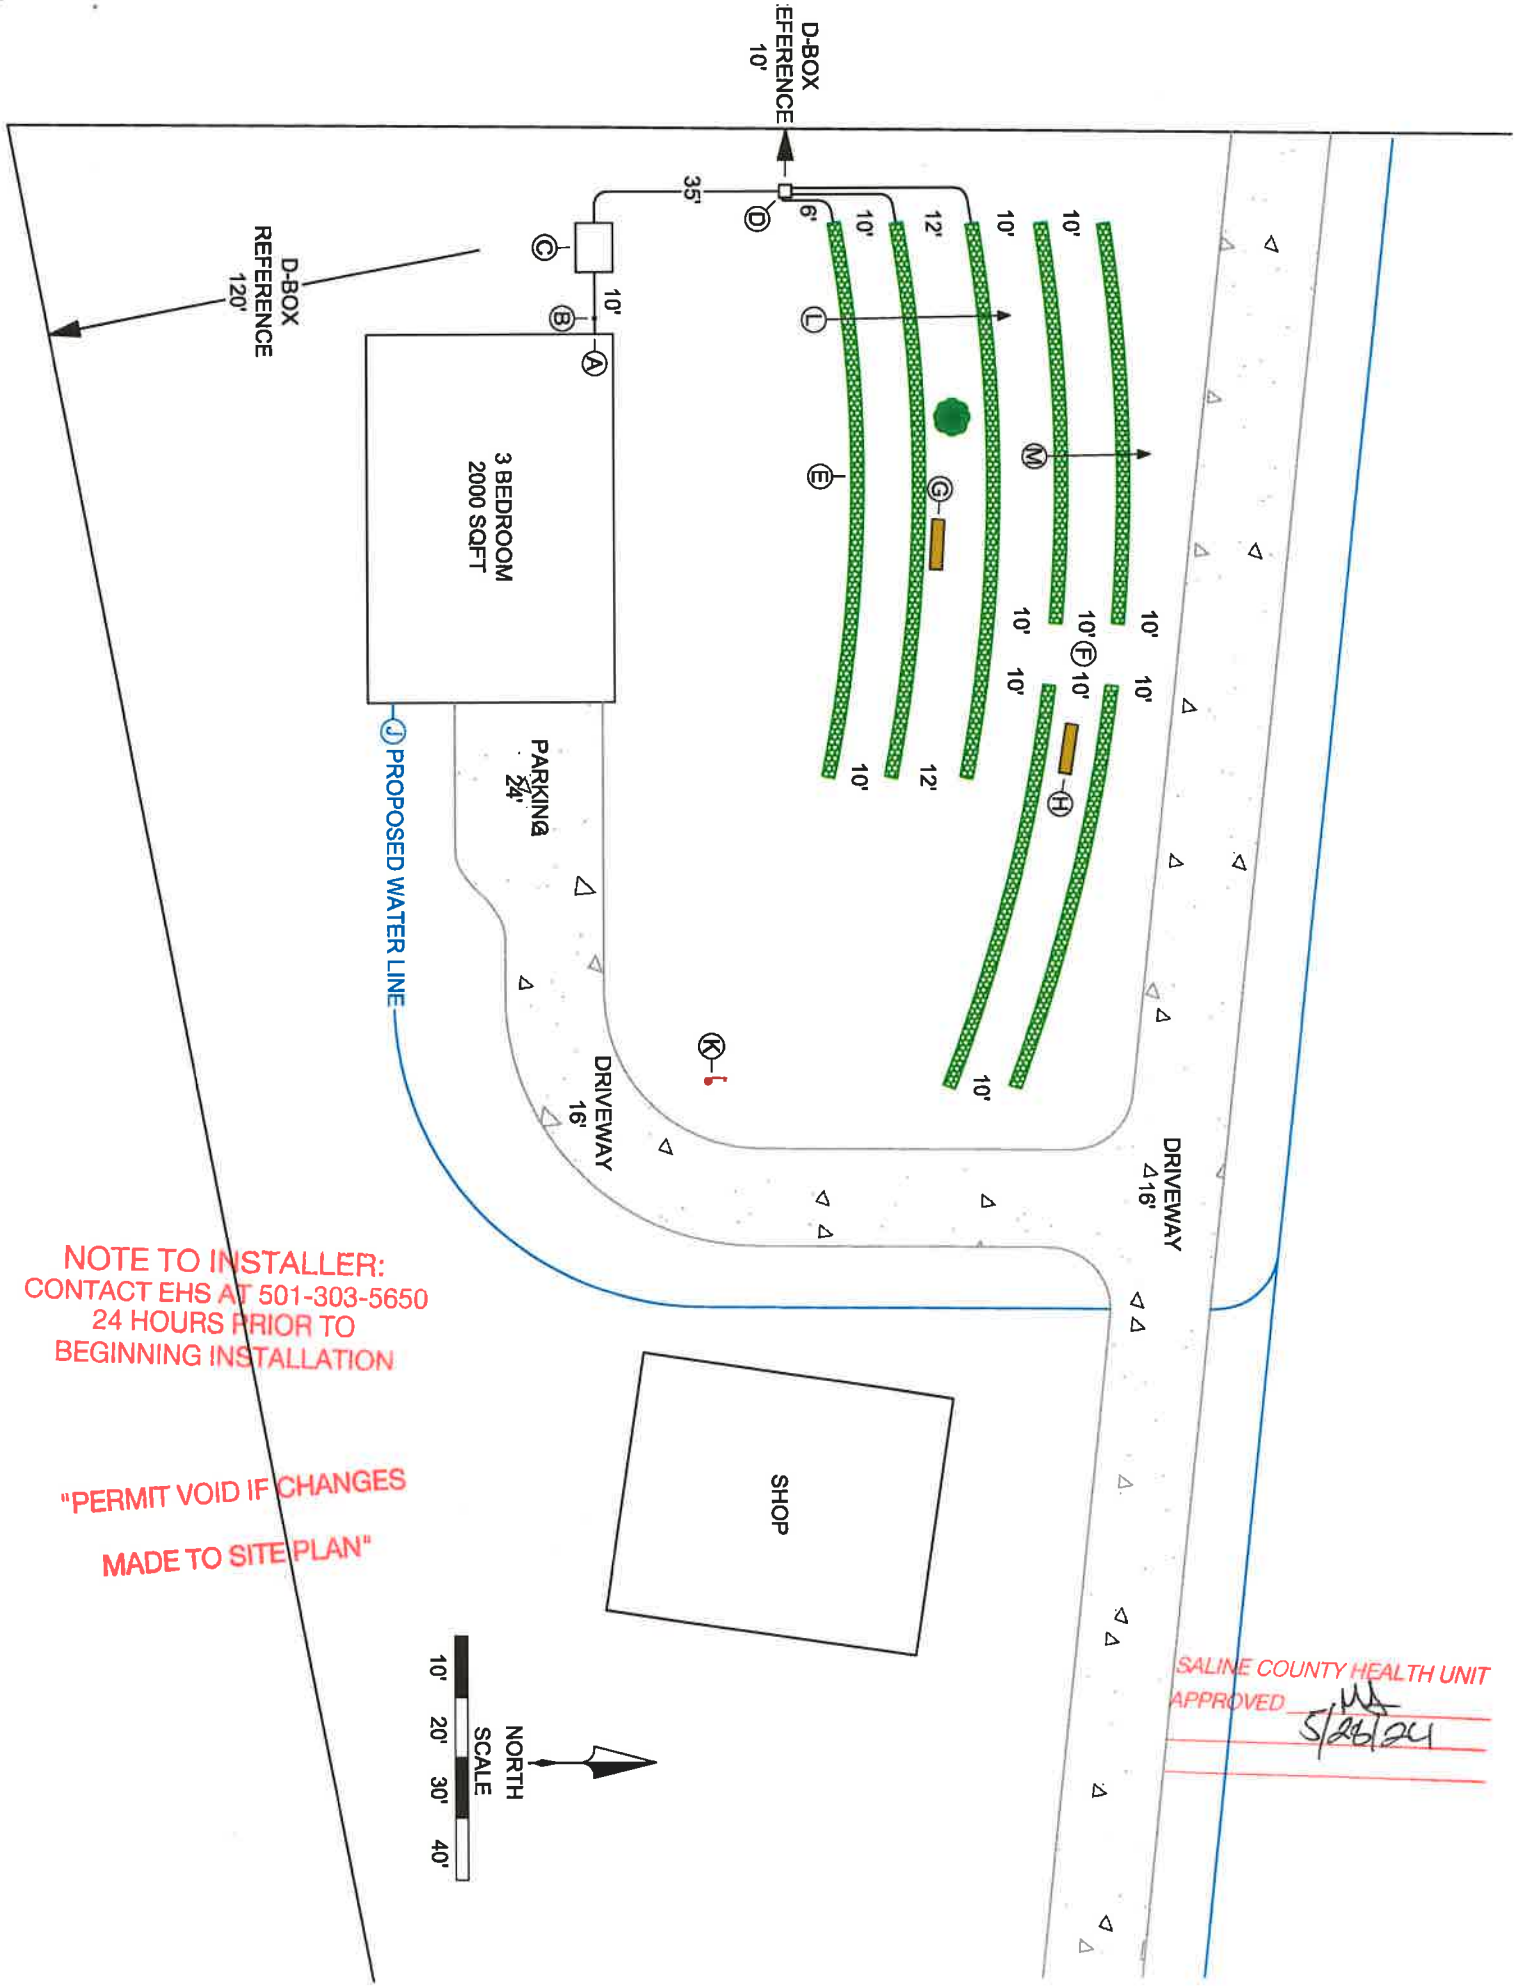 D-BOX
EFERENCE
10'
35'
6'
10'
12'
10'
10'
D
C
10'
B
A
D-BOX
REFERENCE
120'
L
M
E
G
3 BEDROOM
2000 SQFT
10'
10'
10'
F
10'
10'
10'
H
10'
12'
J PROPOSED WATER LINE
PARKING
24'
K
10'
DRIVEWAY
16'
DRIVEWAY
16'
NOTE TO INSTALLER:
CONTACT EHS AT 501-303-5650
24 HOURS PRIOR TO
BEGINNING INSTALLATION
"PERMIT VOID IF CHANGES
MADE TO SITE PLAN"
SHOP
NORTH
SCALE
10' 20' 30' 40'
SALINE COUNTY HEALTH UNIT
APPROVED